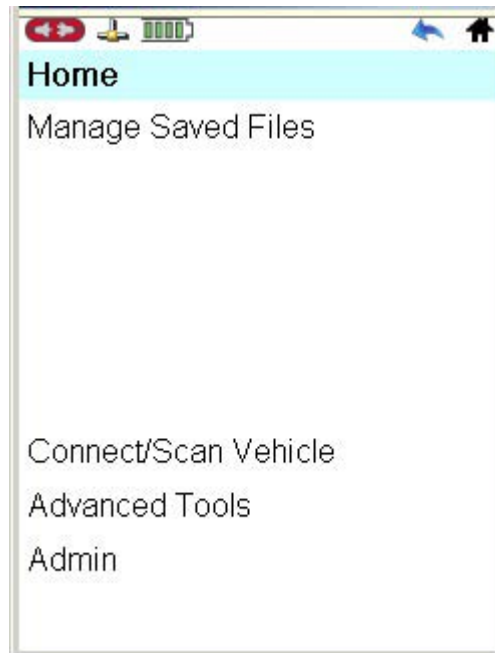 Home
Manage Saved Files
Connect/Scan Vehicle
Advanced Tools
Admin